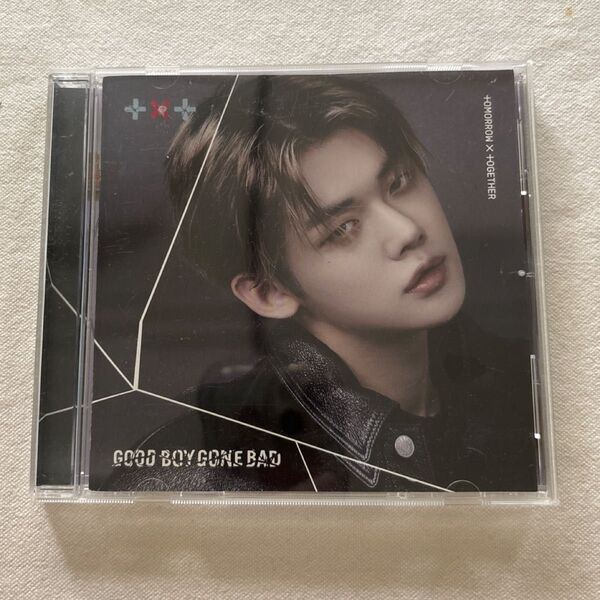 +x+
TOMORROW X TOGETHER
GOOD BOY GONE BAD